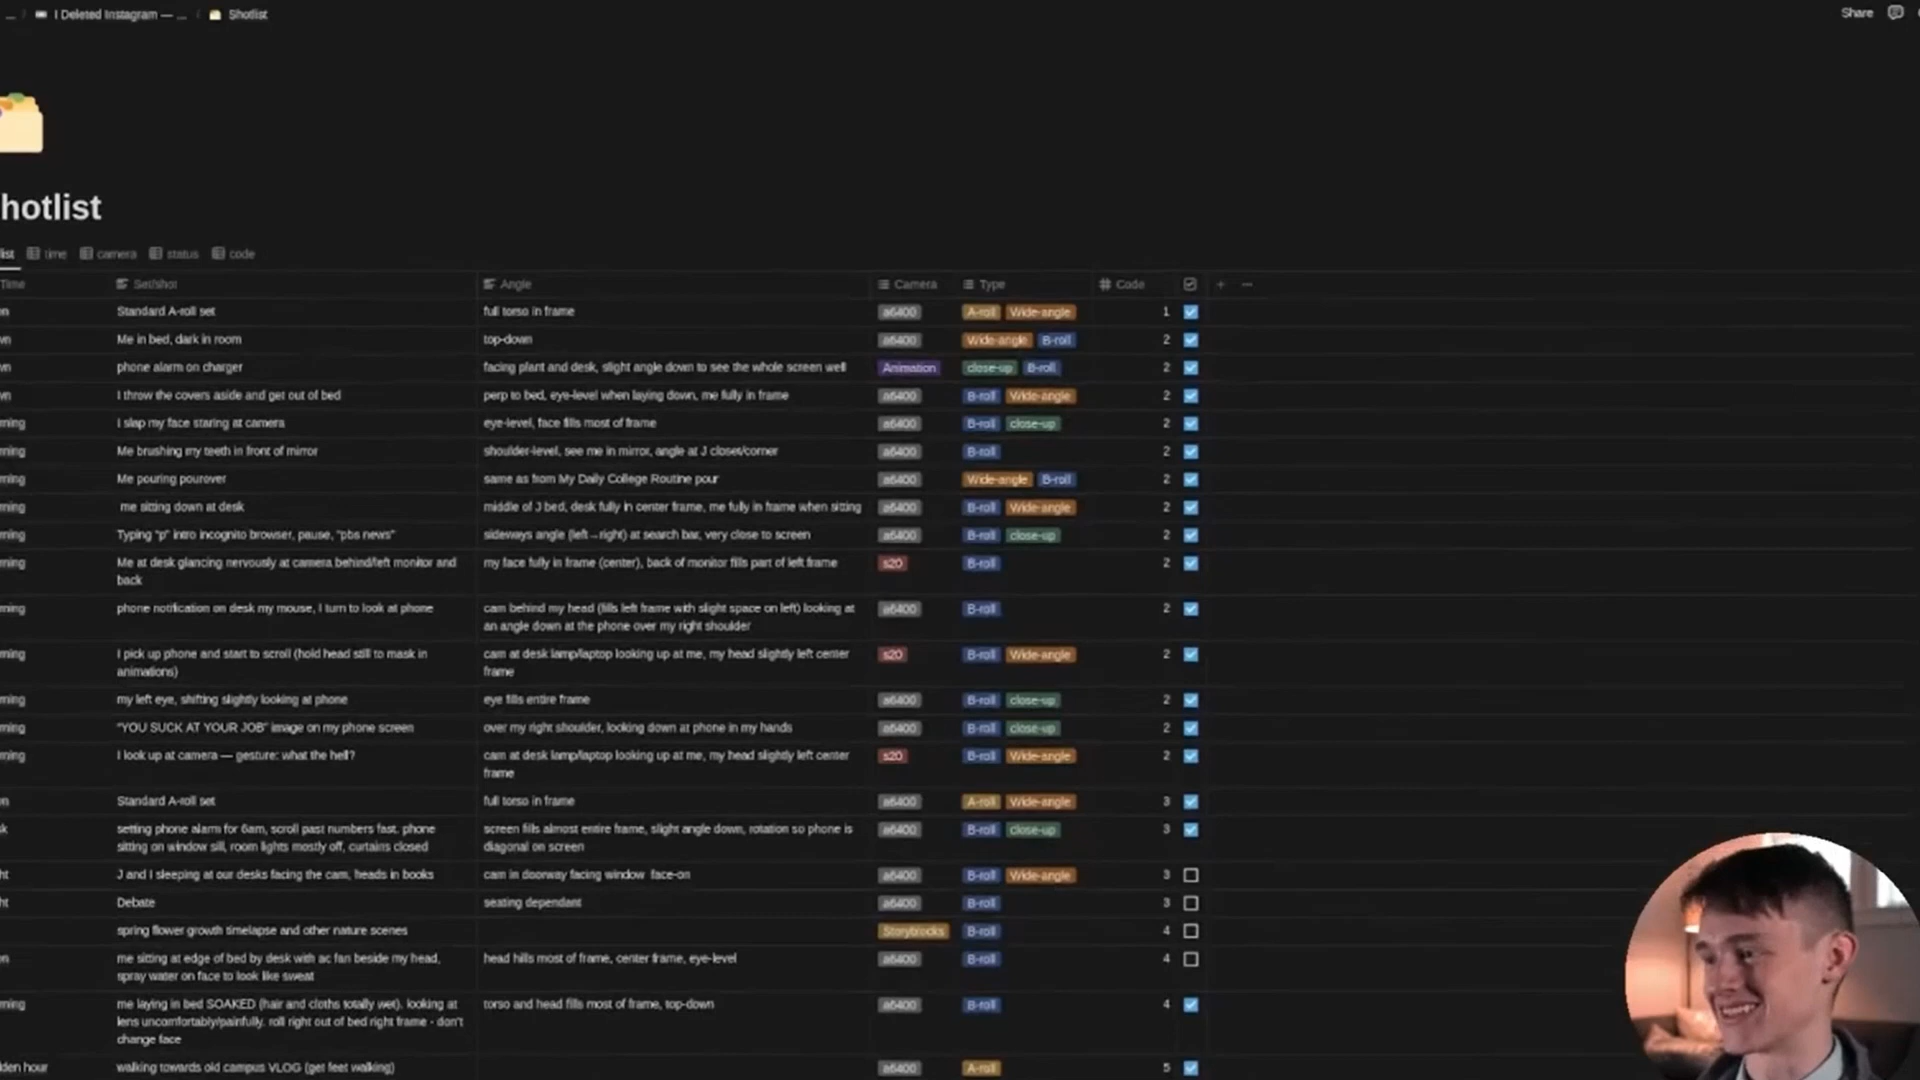 ... / I Deleted Instagram — ... / Shotlist
Share
hotlist
list time camera status code
Time Set/shot Angle Camera Type Code
n Standard A-roll set full torso in frame a6400 A-roll Wide-angle 1
wn Me in bed, dark in room top-down a6400 Wide-angle B-roll 2
wn phone alarm on charger facing plant and desk, slight angle down to see the whole screen well Animation close-up B-roll 2
wn I throw the covers aside and get out of bed perp to bed, eye-level when laying down, me fully in frame a6400 B-roll Wide-angle 2
rning I slap my face staring at camera eye-level, face fills most of frame a6400 B-roll close-up 2
rning Me brushing my teeth in front of mirror shoulder-level, see me in mirror, angle at J closet/corner a6400 B-roll 2
rning Me pouring pourover same as from My Daily College Routine pour a6400 Wide-angle B-roll 2
rning me sitting down at desk middle of J bed, desk fully in center frame, me fully in frame when sitting a6400 B-roll Wide-angle 2
rning Typing "p" intro incognito browser, pause, "pbs news" sideways angle (left→right) at search bar, very close to screen a6400 B-roll close-up 2
rning Me at desk glancing nervously at camera behind/left monitor and my face fully in frame (center), back of monitor fills part of left frame s20 B-roll 2
back
rning phone notification on desk my mouse, I turn to look at phone cam behind my head (fills left frame with slight space on left) looking at a6400 B-roll 2
an angle down at the phone over my right shoulder
rning I pick up phone and start to scroll (hold head still to mask in cam at desk lamp/laptop looking up at me, my head slightly left center s20 B-roll Wide-angle 2
animations) frame
rning my left eye, shifting slightly looking at phone eye fills entire frame a6400 B-roll close-up 2
rning "YOU SUCK AT YOUR JOB" image on my phone screen over my right shoulder, looking down at phone in my hands a6400 B-roll close-up 2
rning I look up at camera — gesture: what the hell? cam at desk lamp/laptop looking up at me, my head slightly left center s20 B-roll Wide-angle 2
frame
n Standard A-roll set full torso in frame a6400 A-roll Wide-angle 3
sk setting phone alarm for 6am, scroll past numbers fast. phone screen fills almost entire frame, slight angle down, rotation so phone is a6400 B-roll close-up 3
sitting on window sill, room lights mostly off, curtains closed diagonal on screen
ht J and I sleeping at our desks facing the cam, heads in books cam in doorway facing window face-on a6400 B-roll Wide-angle 3
ht Debate seating dependant a6400 B-roll 3
spring flower growth timelapse and other nature scenes Storyblocks B-roll 4
n me sitting at edge of bed by desk with ac fan beside my head, head hills most of frame, center frame, eye-level a6400 B-roll 4
spray water on face to look like sweat
rning me laying in bed SOAKED (hair and cloths totally wet). looking at torso and head fills most of frame, top-down a6400 B-roll 4
lens uncomfortably/painfully. roll right out of bed right frame - don't
change face
lden hour walking towards old campus VLOG (get feet walking) a6400 A-roll 5